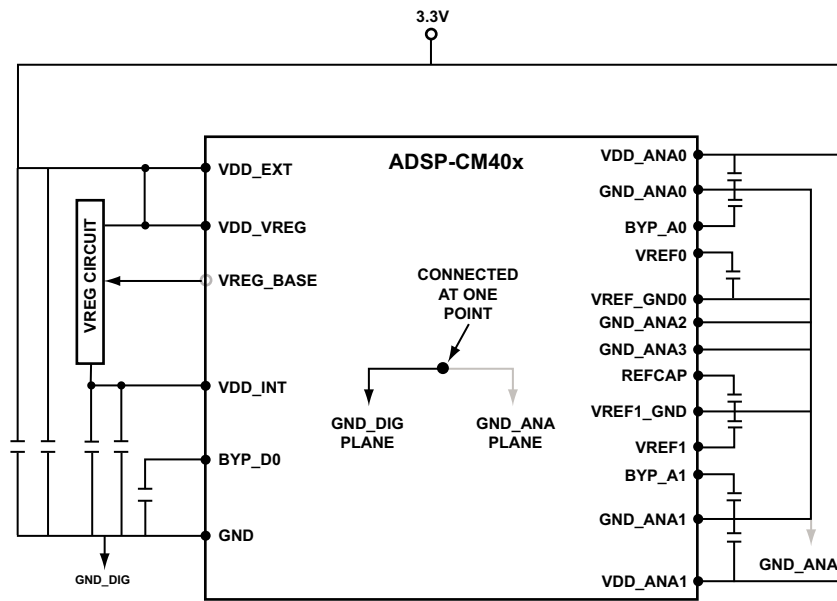 3.3V
ADSP-CM40x
VDD_EXT
VDD_VREG
VREG_BASE
VREG CIRCUIT
VDD_INT
BYP_D0
GND
GND_DIG
CONNECTED
AT ONE
POINT
GND_DIG
PLANE
GND_ANA
PLANE
VDD_ANA0
GND_ANA0
BYP_A0
VREF0
VREF_GND0
GND_ANA2
GND_ANA3
REFCAP
VREF1_GND
VREF1
BYP_A1
GND_ANA1
VDD_ANA1
GND_ANA